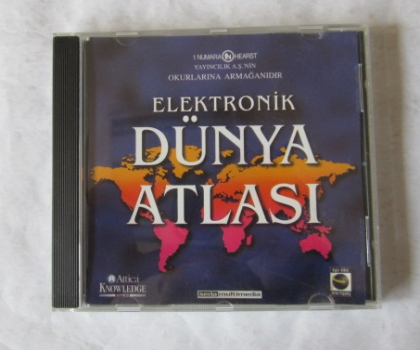 1 NUMARA HEARST
YAYINCILIK A.Ş.'NİN
OKURLARINA ARMAĞANIDIR
ELEKTRONİK
DÜNYA
ATLASI
Attica
KNOWLEDGE
multimedia